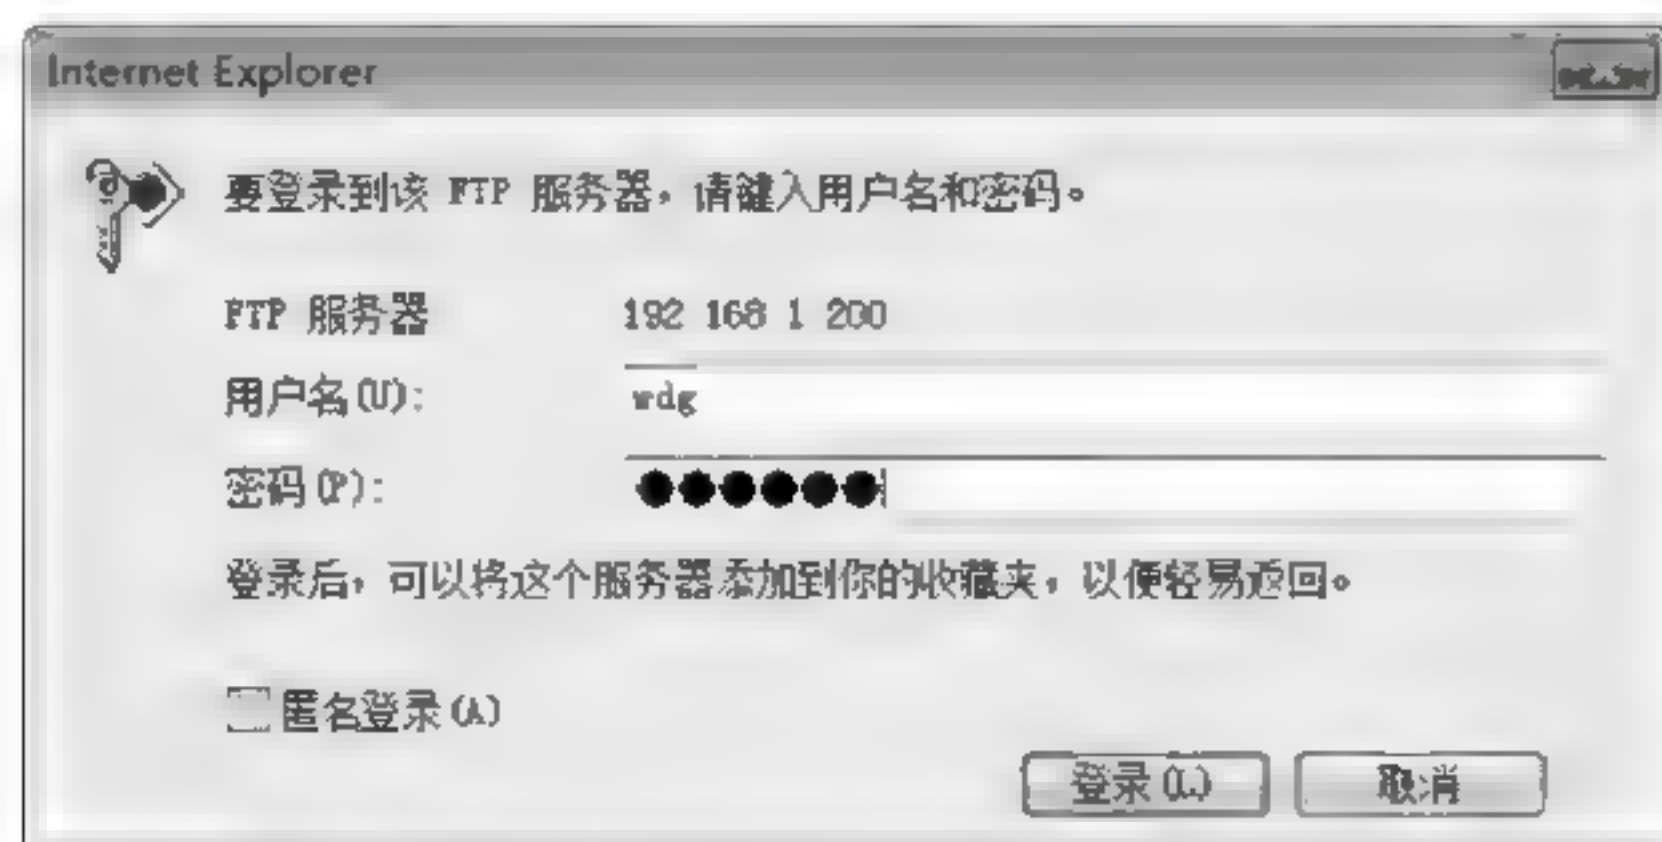 Internet Explorer
要登录到该 FTP 服务器，请键入用户名和密码。
FTP 服务器 192 168 1 200
用户名(U): wdg
密码(P): ●●●●●●
登录后，可以将这个服务器添加到你的收藏夹，以便轻易返回。
匿名登录(A)
登录(L) 取消